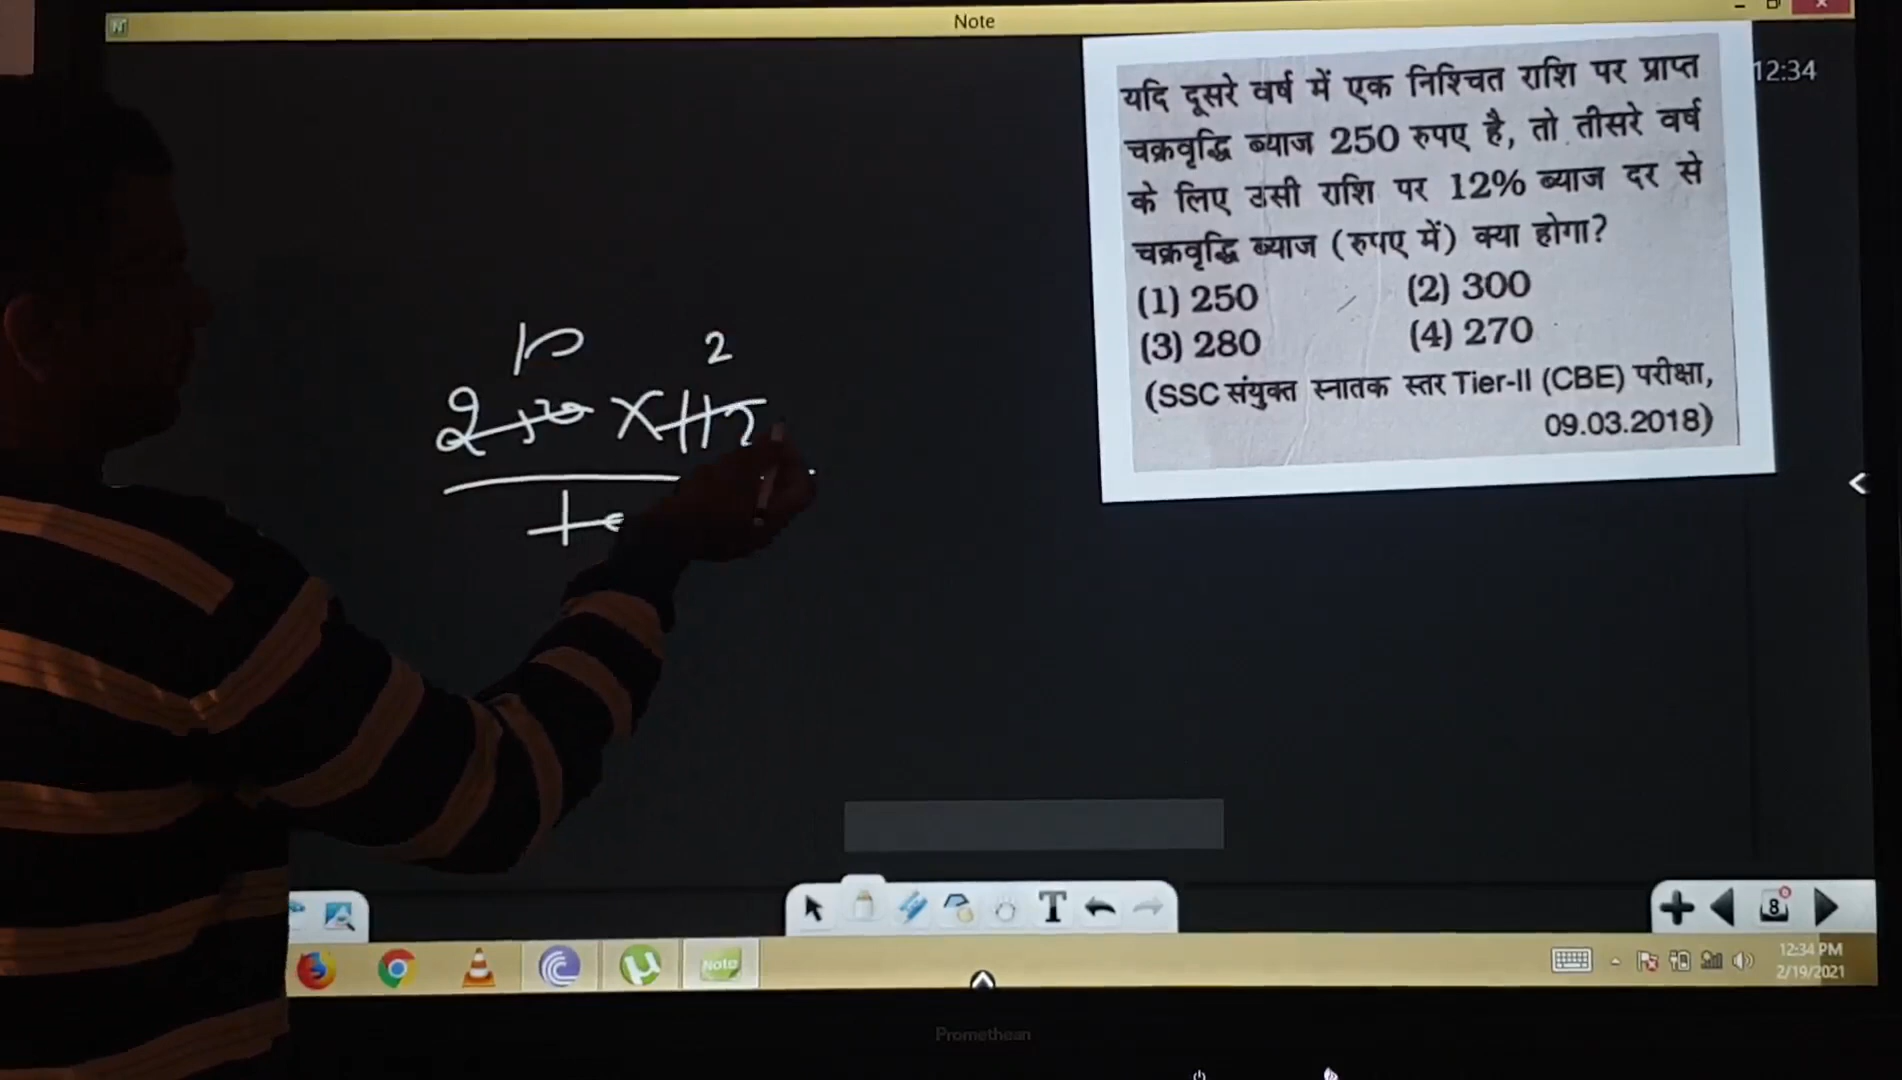 Note
12:34
यदि दूसरे वर्ष में एक निश्चित राशि पर प्राप्त
चक्रवृद्धि ब्याज 250 रुपए है, तो तीसरे वर्ष
के लिए उसी राशि पर 12% ब्याज दर से
चक्रवृद्धि ब्याज (रुपए में) क्या होगा?
(1) 250 (2) 300
(3) 280 (4) 270
(SSC संयुक्त स्नातक स्तर Tier-II (CBE) परीक्षा,
09.03.2018)
2
250 × 112
T
8
Note
12:34 PM
2/19/2021
Promethean